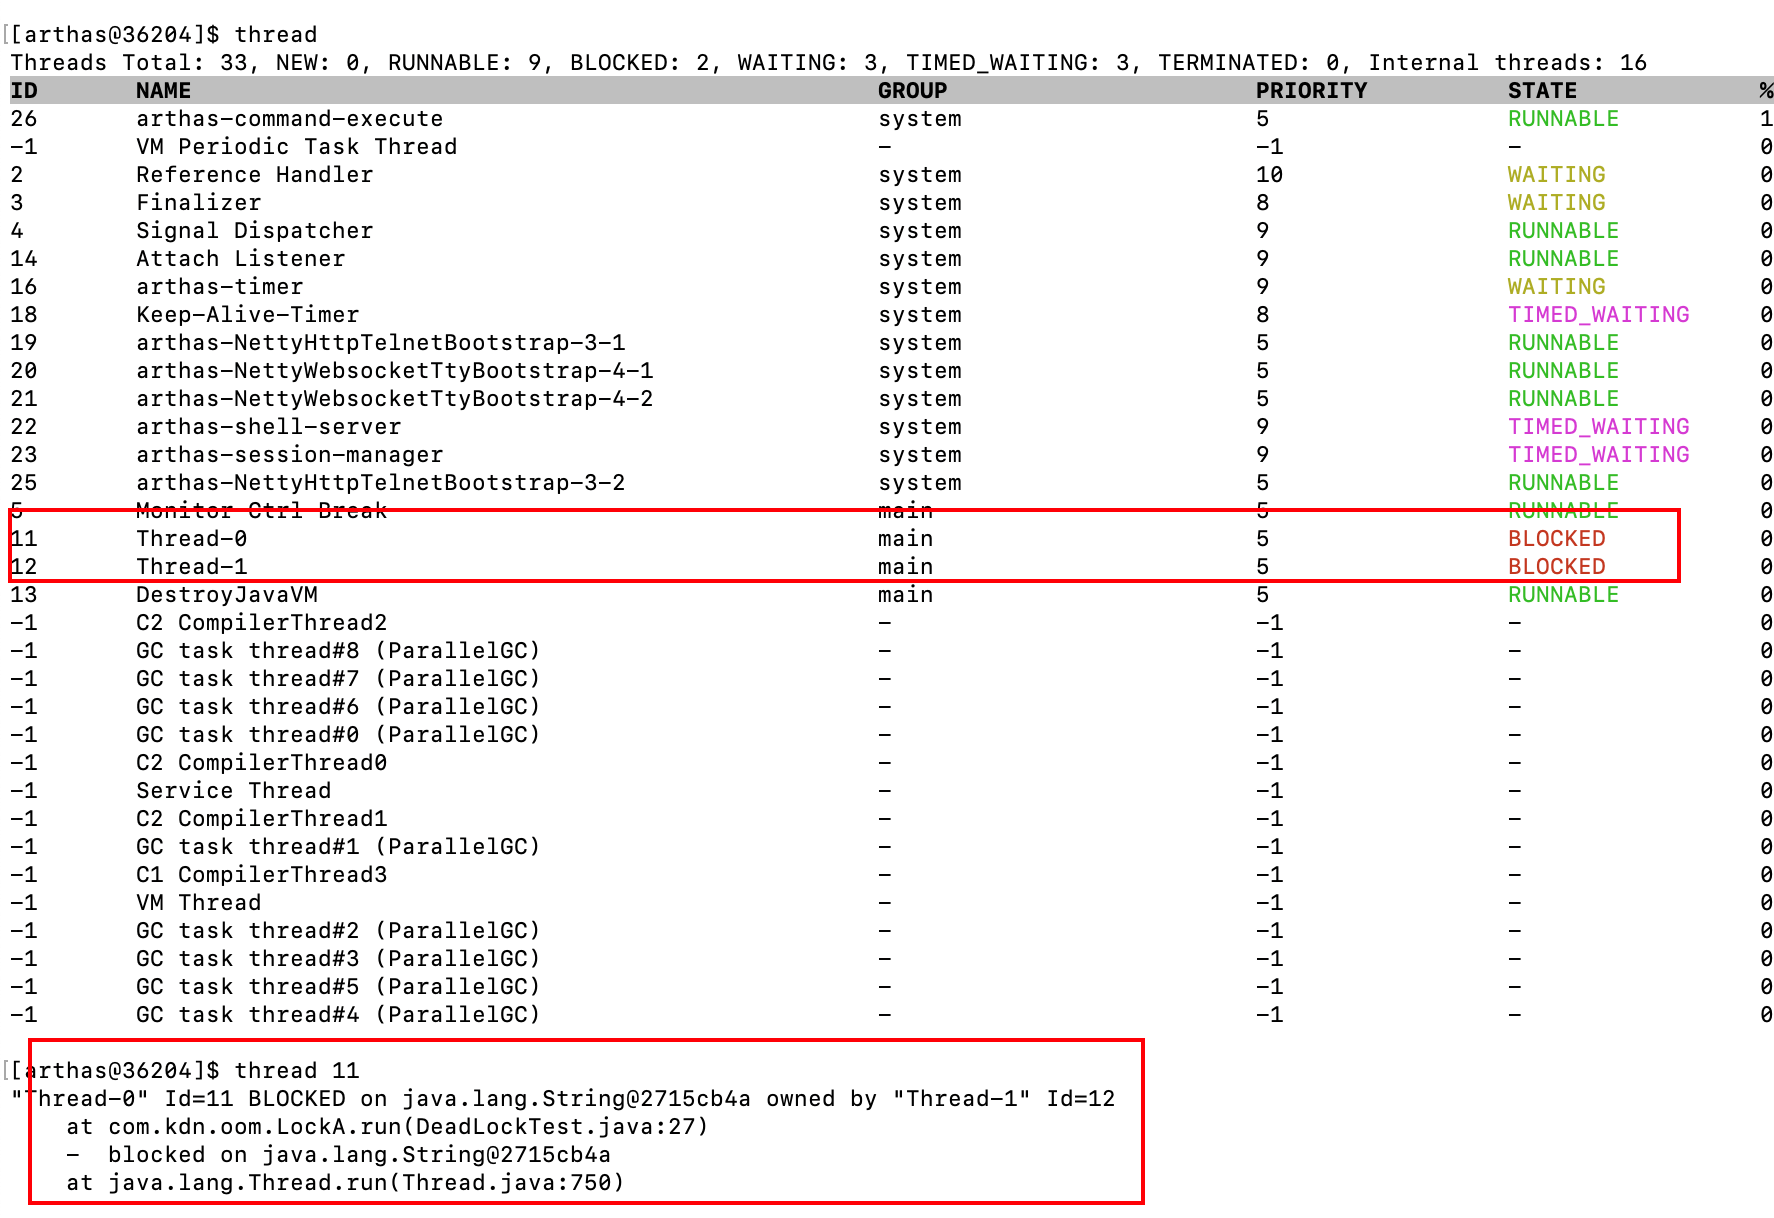 [[arthas@36204]$ thread
Threads Total: 33, NEW: 0, RUNNABLE: 9, BLOCKED: 2, WAITING: 3, TIMED_WAITING: 3, TERMINATED: 0, Internal threads: 16
ID NAME GROUP PRIORITY STATE %
26 arthas-command-execute system 5 RUNNABLE 1
-1 VM Periodic Task Thread - -1 - 0
2 Reference Handler system 10 WAITING 0
3 Finalizer system 8 WAITING 0
4 Signal Dispatcher system 9 RUNNABLE 0
14 Attach Listener system 9 RUNNABLE 0
16 arthas-timer system 9 WAITING 0
18 Keep-Alive-Timer system 8 TIMED_WAITING 0
19 arthas-NettyHttpTelnetBootstrap-3-1 system 5 RUNNABLE 0
20 arthas-NettyWebsocketTtyBootstrap-4-1 system 5 RUNNABLE 0
21 arthas-NettyWebsocketTtyBootstrap-4-2 system 5 RUNNABLE 0
22 arthas-shell-server system 9 TIMED_WAITING 0
23 arthas-session-manager system 9 TIMED_WAITING 0
25 arthas-NettyHttpTelnetBootstrap-3-2 system 5 RUNNABLE 0
5 Monitor Ctrl-Break main 5 RUNNABLE 0
11 Thread-0 main 5 BLOCKED 0
12 Thread-1 main 5 BLOCKED 0
13 DestroyJavaVM main 5 RUNNABLE 0
-1 C2 CompilerThread2 - -1 - 0
-1 GC task thread#8 (ParallelGC) - -1 - 0
-1 GC task thread#7 (ParallelGC) - -1 - 0
-1 GC task thread#6 (ParallelGC) - -1 - 0
-1 GC task thread#0 (ParallelGC) - -1 - 0
-1 C2 CompilerThread0 - -1 - 0
-1 Service Thread - -1 - 0
-1 C2 CompilerThread1 - -1 - 0
-1 GC task thread#1 (ParallelGC) - -1 - 0
-1 C1 CompilerThread3 - -1 - 0
-1 VM Thread - -1 - 0
-1 GC task thread#2 (ParallelGC) - -1 - 0
-1 GC task thread#3 (ParallelGC) - -1 - 0
-1 GC task thread#5 (ParallelGC) - -1 - 0
-1 GC task thread#4 (ParallelGC) - -1 - 0
[[arthas@36204]$ thread 11
"Thread-0" Id=11 BLOCKED on java.lang.String@2715cb4a owned by "Thread-1" Id=12
at com.kdn.oom.LockA.run(DeadLockTest.java:27)
- blocked on java.lang.String@2715cb4a
at java.lang.Thread.run(Thread.java:750)